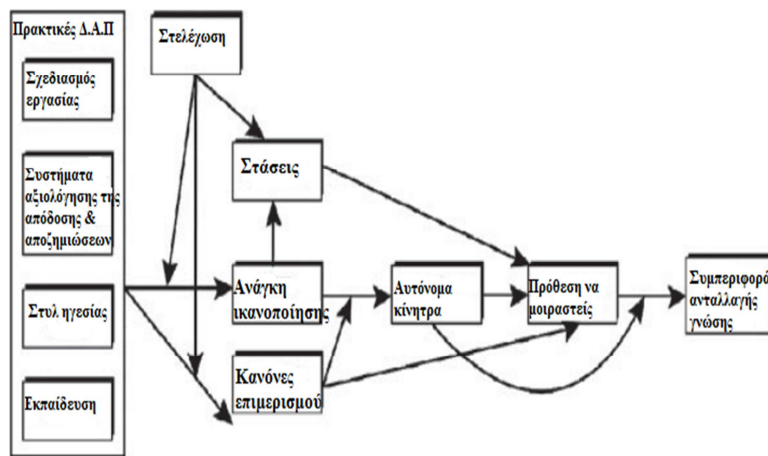 Πρακτικές Δ.Α.Π
Σχεδιασμός
εργασίας
Συστήματα
αξιολόγησης της
απόδοσης &
αποζημιώσεων
Στυλ ηγεσίας
Εκπαίδευση
Στελέχωση
Στάσεις
Ανάγκη
ικανοποίησης
Κανόνες
επιμερισμού
Αυτόνομα
κίνητρα
Πρόθεση να
μοιραστείς
Συμπεριφορά
ανταλλαγής
γνώσης